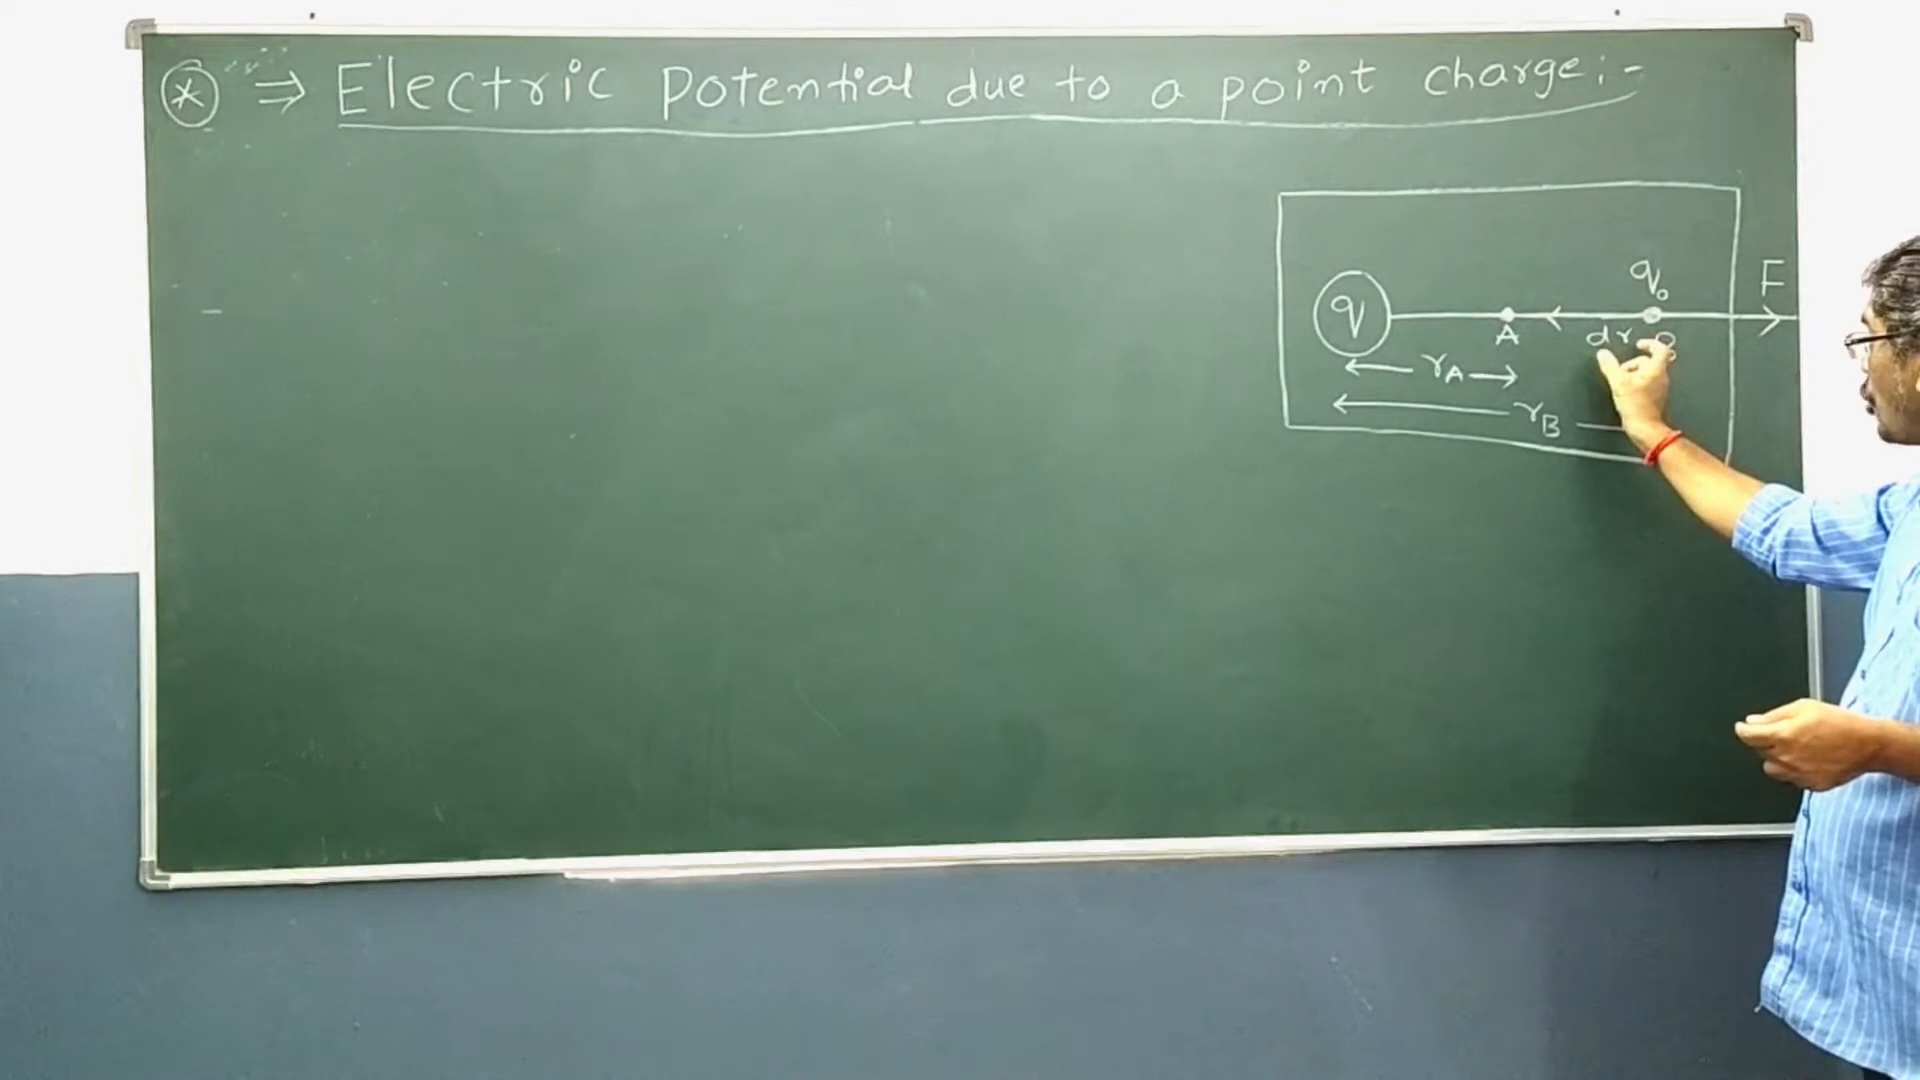 * ⇒ Electric Potential due to a point charge:-
q₀ F
q
A dr B
← r_A →
← r_B —